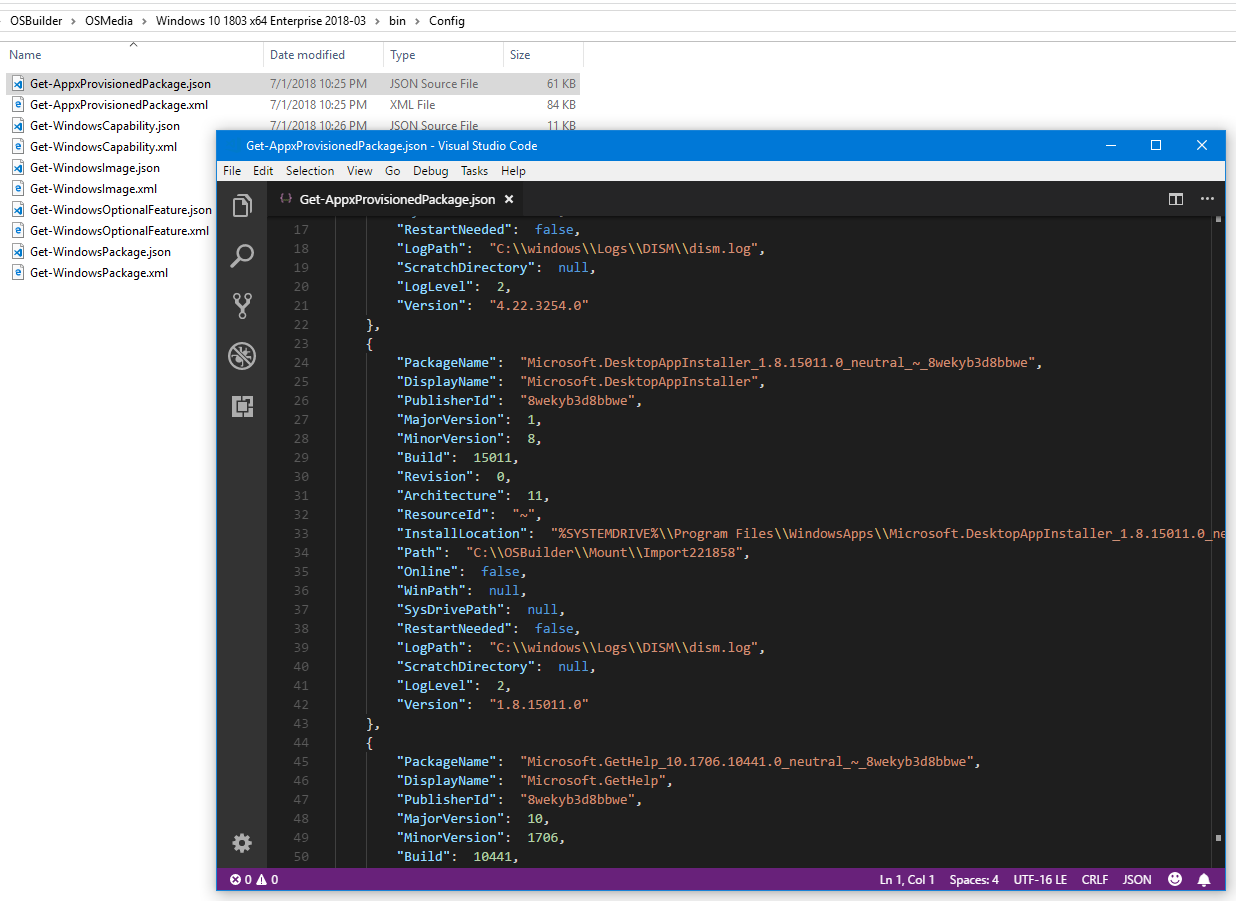 OSBuilder > OSMedia > Windows 10 1803 x64 Enterprise 2018-03 > bin > Config
Name Date modified Type Size
Get-AppxProvisionedPackage.json 7/1/2018 10:25 PM JSON Source File 61 KB
Get-AppxProvisionedPackage.xml 7/1/2018 10:25 PM XML File 84 KB
Get-WindowsCapability.json 7/1/2018 10:26 PM JSON Source File 11 KB
Get-WindowsCapability.xml
Get-WindowsImage.json
Get-WindowsImage.xml
Get-WindowsOptionalFeature.json
Get-WindowsOptionalFeature.xml
Get-WindowsPackage.json
Get-WindowsPackage.xml
Get-AppxProvisionedPackage.json - Visual Studio Code
File Edit Selection View Go Debug Tasks Help
{} Get-AppxProvisionedPackage.json ×
17 "RestartNeeded": false,
18 "LogPath": "C:\\windows\\Logs\\DISM\\dism.log",
19 "ScratchDirectory": null,
20 "LogLevel": 2,
21 "Version": "4.22.3254.0"
22 },
23 {
24 "PackageName": "Microsoft.DesktopAppInstaller_1.8.15011.0_neutral_~_8wekyb3d8bbwe",
25 "DisplayName": "Microsoft.DesktopAppInstaller",
26 "PublisherId": "8wekyb3d8bbwe",
27 "MajorVersion": 1,
28 "MinorVersion": 8,
29 "Build": 15011,
30 "Revision": 0,
31 "Architecture": 11,
32 "ResourceId": "~",
33 "InstallLocation": "%SYSTEMDRIVE%\\Program Files\\WindowsApps\\Microsoft.DesktopAppInstaller_1.8.15011.0_ne
34 "Path": "C:\\OSBuilder\\Mount\\Import221858",
35 "Online": false,
36 "WinPath": null,
37 "SysDrivePath": null,
38 "RestartNeeded": false,
39 "LogPath": "C:\\windows\\Logs\\DISM\\dism.log",
40 "ScratchDirectory": null,
41 "LogLevel": 2,
42 "Version": "1.8.15011.0"
43 },
44 {
45 "PackageName": "Microsoft.GetHelp_10.1706.10441.0_neutral_~_8wekyb3d8bbwe",
46 "DisplayName": "Microsoft.GetHelp",
47 "PublisherId": "8wekyb3d8bbwe",
48 "MajorVersion": 10,
49 "MinorVersion": 1706,
50 "Build": 10441,
0 0 Ln 1, Col 1 Spaces: 4 UTF-16 LE CRLF JSON